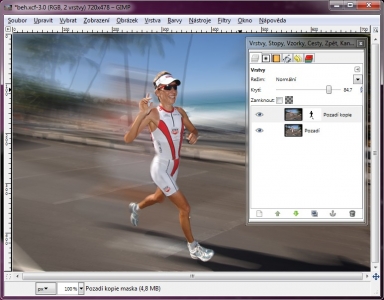 *beh.xcf-3.0 (RGB, 2 vrstvy) 720x478 – GIMP
Soubor Upravit Vybrat Zobrazení Obrázek Vrstva Barvy Nástroje Filtry Okno Nápověda
Vrstvy, Stopy, Vzorky, Cesty, Zpět, Kan...
Vrstvy
Režim: Normální
Krytí 84.7
Zamknout
Pozadí kopie
Pozadí
px 100 % Pozadí kopie maska (4,8 MB)